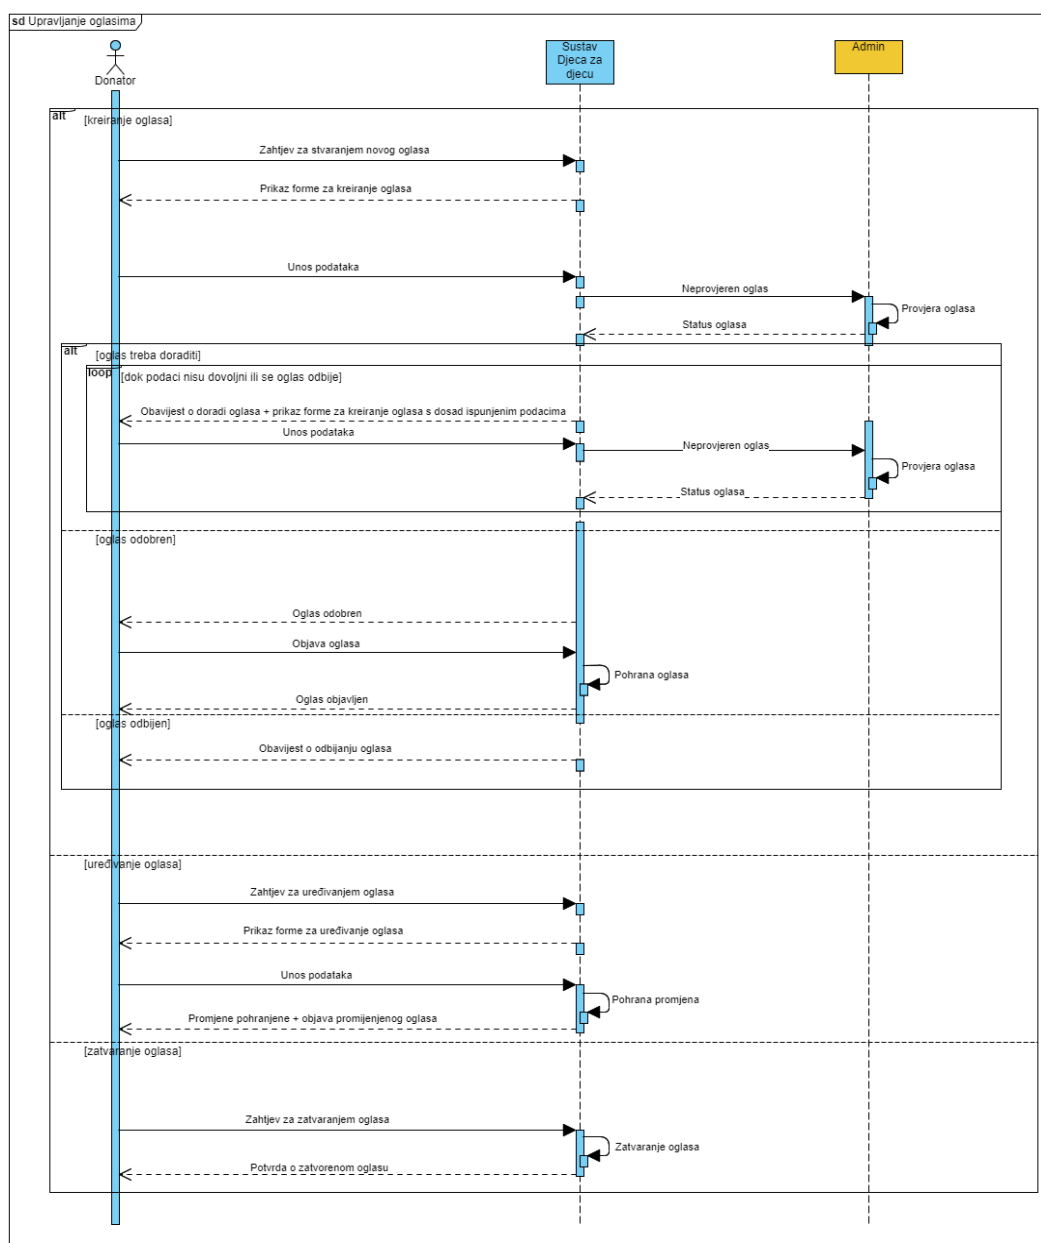 sd Upravljanje oglasima
Donator
Sustav
Djeca za
djecu
Admin
alt
[kreiranje oglasa]
Zahtjev za stvaranjem novog oglasa
Prikaz forme za kreiranje oglasa
Unos podataka
Neprovjeren oglas
Provjera oglasa
Status oglasa
alt
[oglas treba doraditi]
loop
[dok podaci nisu dovoljni ili se oglas odbije]
Obavijest o doradi oglasa + prikaz forme za kreiranje oglasa s dosad ispunjenim podacima
Unos podataka
Neprovjeren oglas
Provjera oglasa
Status oglasa
[oglas odobren]
Oglas odobren
Objava oglasa
Pohrana oglasa
Oglas objavljen
[oglas odbijen]
Obavijest o odbijanju oglasa
[uređivanje oglasa]
Zahtjev za uređivanjem oglasa
Prikaz forme za uređivanje oglasa
Unos podataka
Pohrana promjena
Promjene pohranjene + objava promijenjenog oglasa
[zatvaranje oglasa]
Zahtjev za zatvaranjem oglasa
Zatvaranje oglasa
Potvrda o zatvorenom oglasu